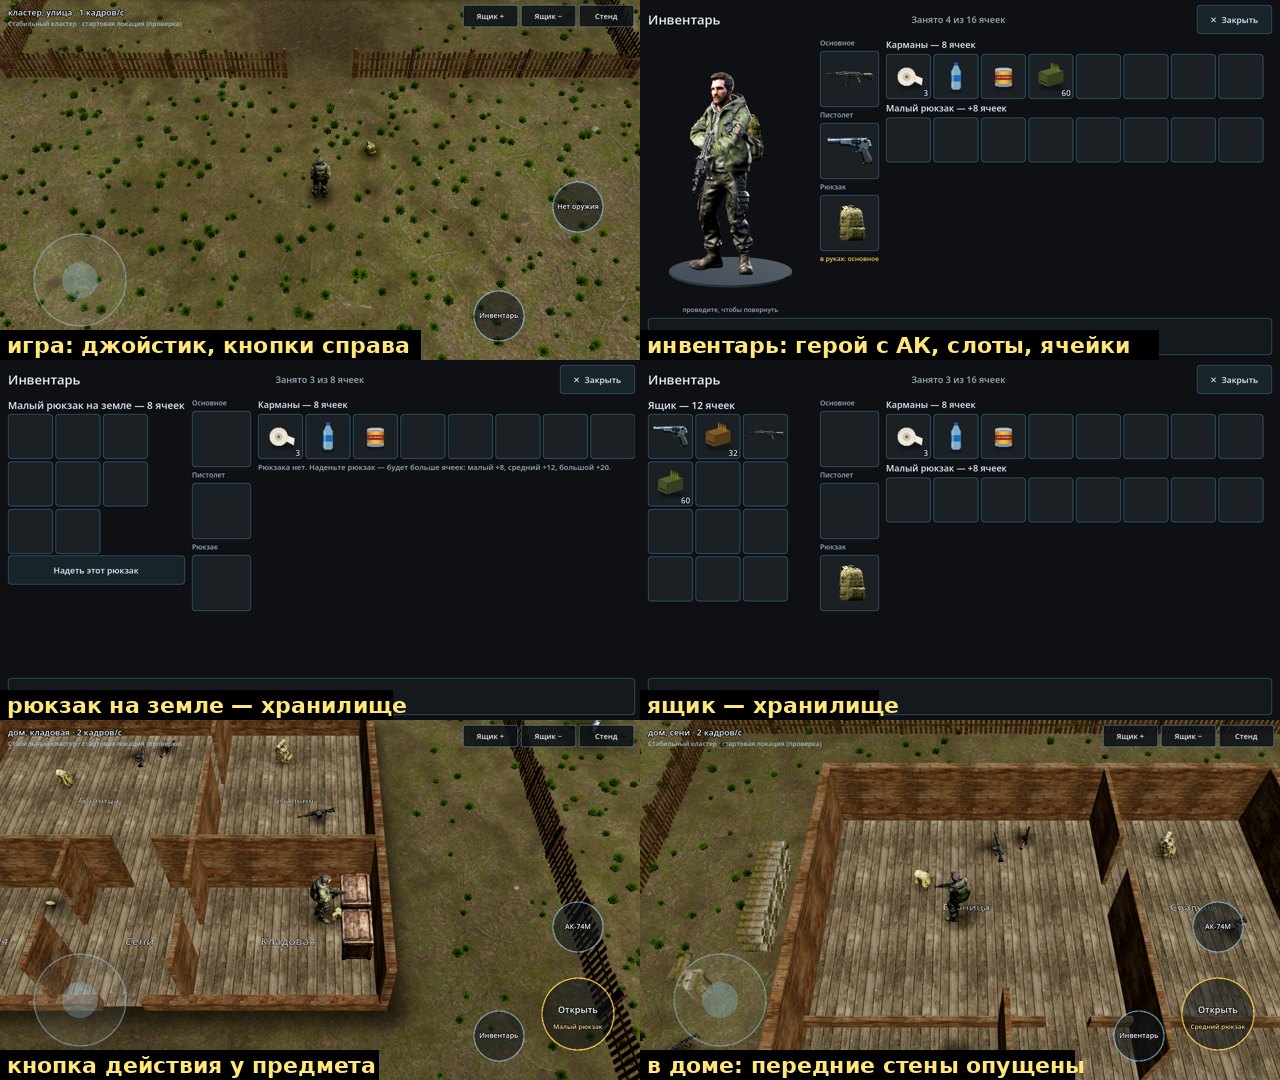 кластер, улица · 1 кадров/с
Стабильный кластер · стартовая локация (проверка)
Ящик +
Ящик −
Стенд
Нет оружия
Инвентарь
игра: джойстик, кнопки справа
Инвентарь
Занято 4 из 16 ячеек
× Закрыть
Основное
Карманы — 8 ячеек
3
60
Пистолет
Малый рюкзак — +8 ячеек
Рюкзак
в руках: основное
проведите, чтобы повернуть
инвентарь: герой с АК, слоты, ячейки
Инвентарь
Занято 3 из 8 ячеек
× Закрыть
Малый рюкзак на земле — 8 ячеек
Основное
Карманы — 8 ячеек
3
Рюкзака нет. Наденьте рюкзак — будет больше ячеек: малый +8, средний +12, большой +20.
Пистолет
Рюкзак
Надеть этот рюкзак
рюкзак на земле — хранилище
Инвентарь
Занято 3 из 16 ячеек
× Закрыть
Ящик — 12 ячеек
32
60
Основное
Карманы — 8 ячеек
3
Пистолет
Малый рюкзак — +8 ячеек
Рюкзак
ящик — хранилище
дом, кладовая · 2 кадров/с
Стабильный кластер · стартовая локация (проверка)
Ящик +
Ящик −
Стенд
Сени
Кладовая
АК-74М
Открыть
Малый рюкзак
Инвентарь
кнопка действия у предмета
дом, сени · 2 кадров/с
Стабильный кластер · стартовая локация (проверка)
Ящик +
Ящик −
Стенд
Спальня
АК-74М
Открыть
Средний рюкзак
Инвентарь
в доме: передние стены опущены